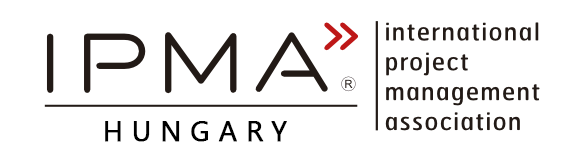 IPMA®
HUNGARY
international
project
management
association